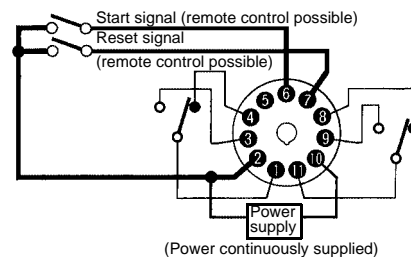 Start signal (remote control possible)
Reset signal
(remote control possible)
6
5
7
4
8
3
9
2
10
1
11
Power
supply
(Power continuously supplied)